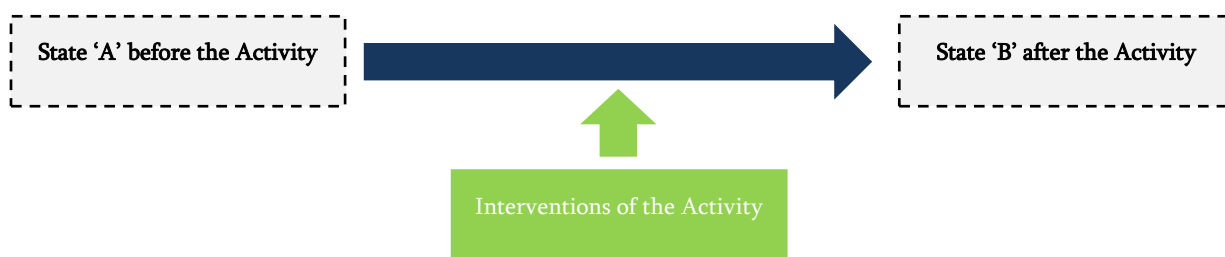 State ‘A’ before the Activity
State ‘B’ after the Activity
Interventions of the Activity